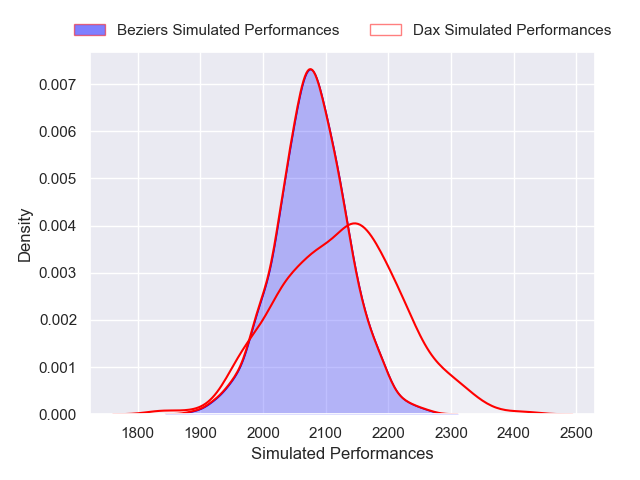 Beziers Simulated Performances Dax Simulated Performances
0.007
0.006
0.005
0.004
0.003
0.002
0.001
0.000
Density
1800 1900 2000 2100 2200 2300 2400 2500
Simulated Performances